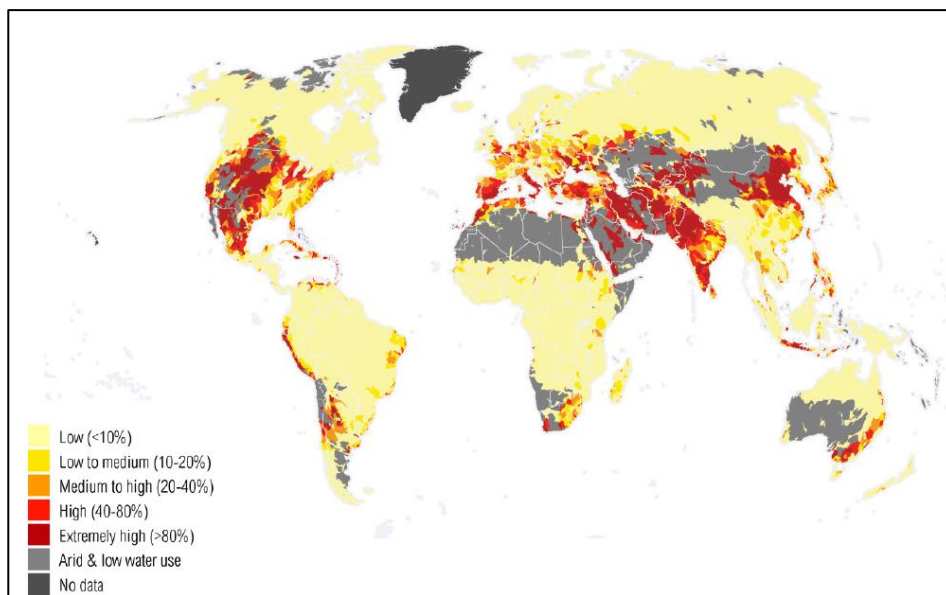 Low (<10%)
Low to medium (10-20%)
Medium to high (20-40%)
High (40-80%)
Extremely high (>80%)
Arid & low water use
No data